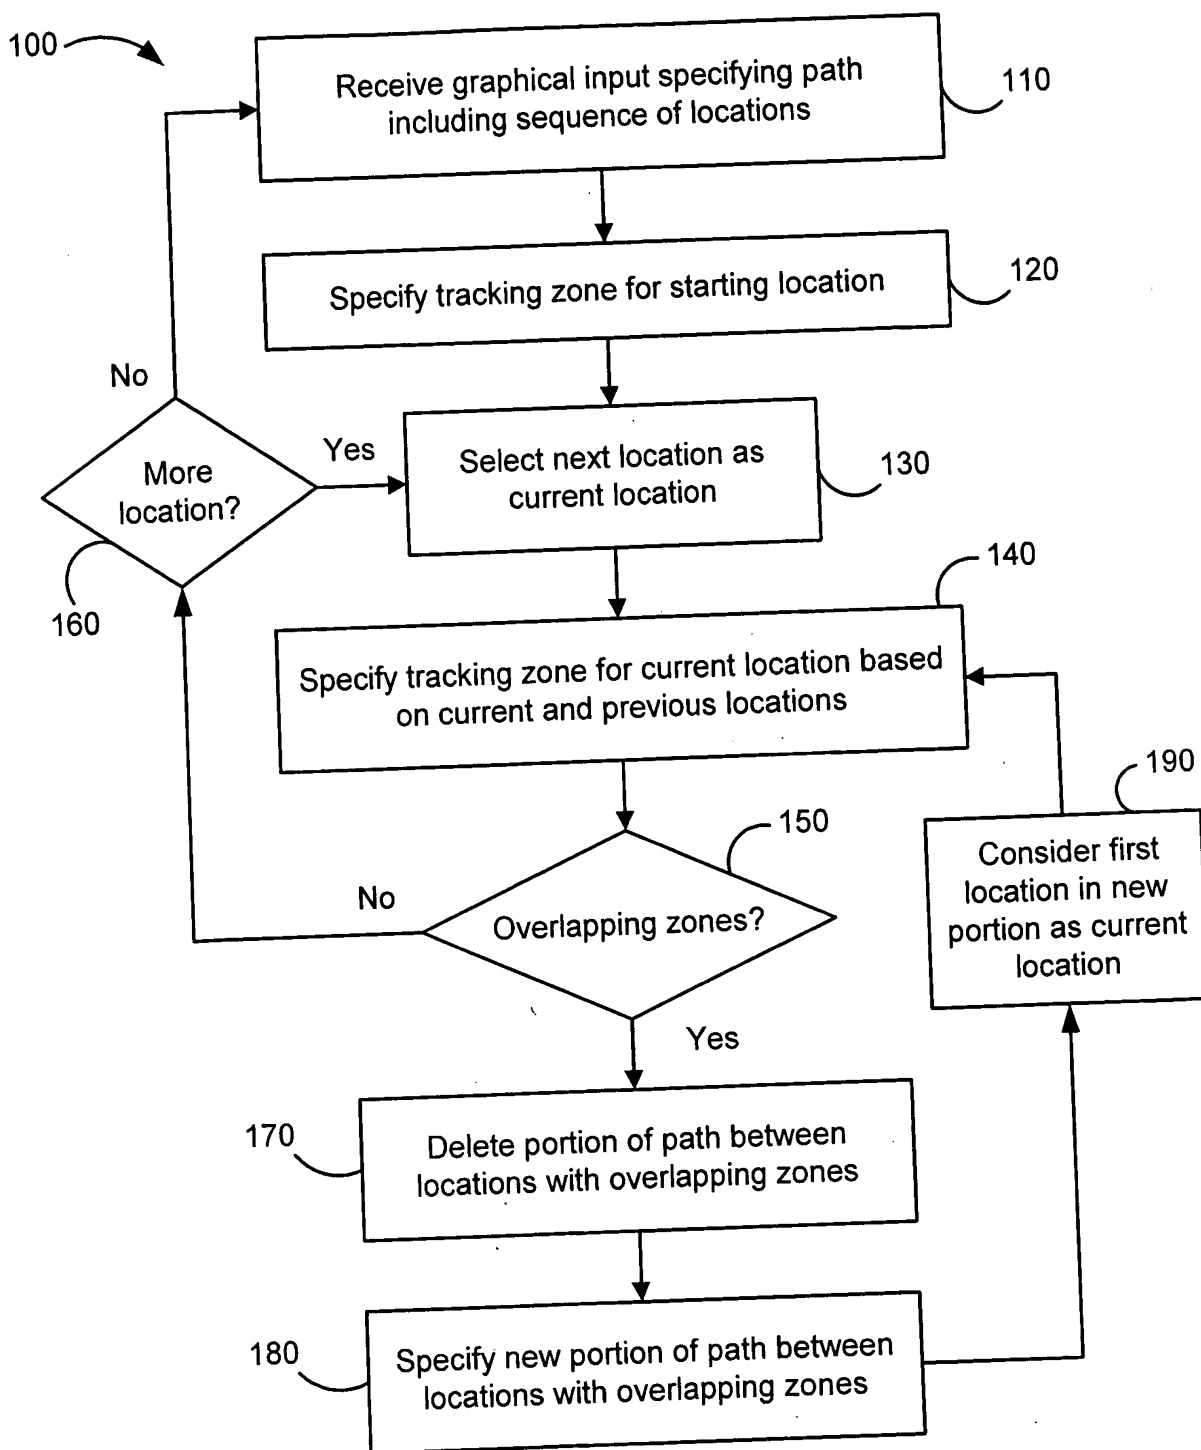 100
Receive graphical input specifying path
including sequence of locations
110
Specify tracking zone for starting location
120
No
More
location?
160
Yes
Select next location as
current location
130
140
Specify tracking zone for current location based
on current and previous locations
190
Consider first
location in new
portion as current
location
150
No
Overlapping zones?
Yes
170
Delete portion of path between
locations with overlapping zones
180
Specify new portion of path between
locations with overlapping zones